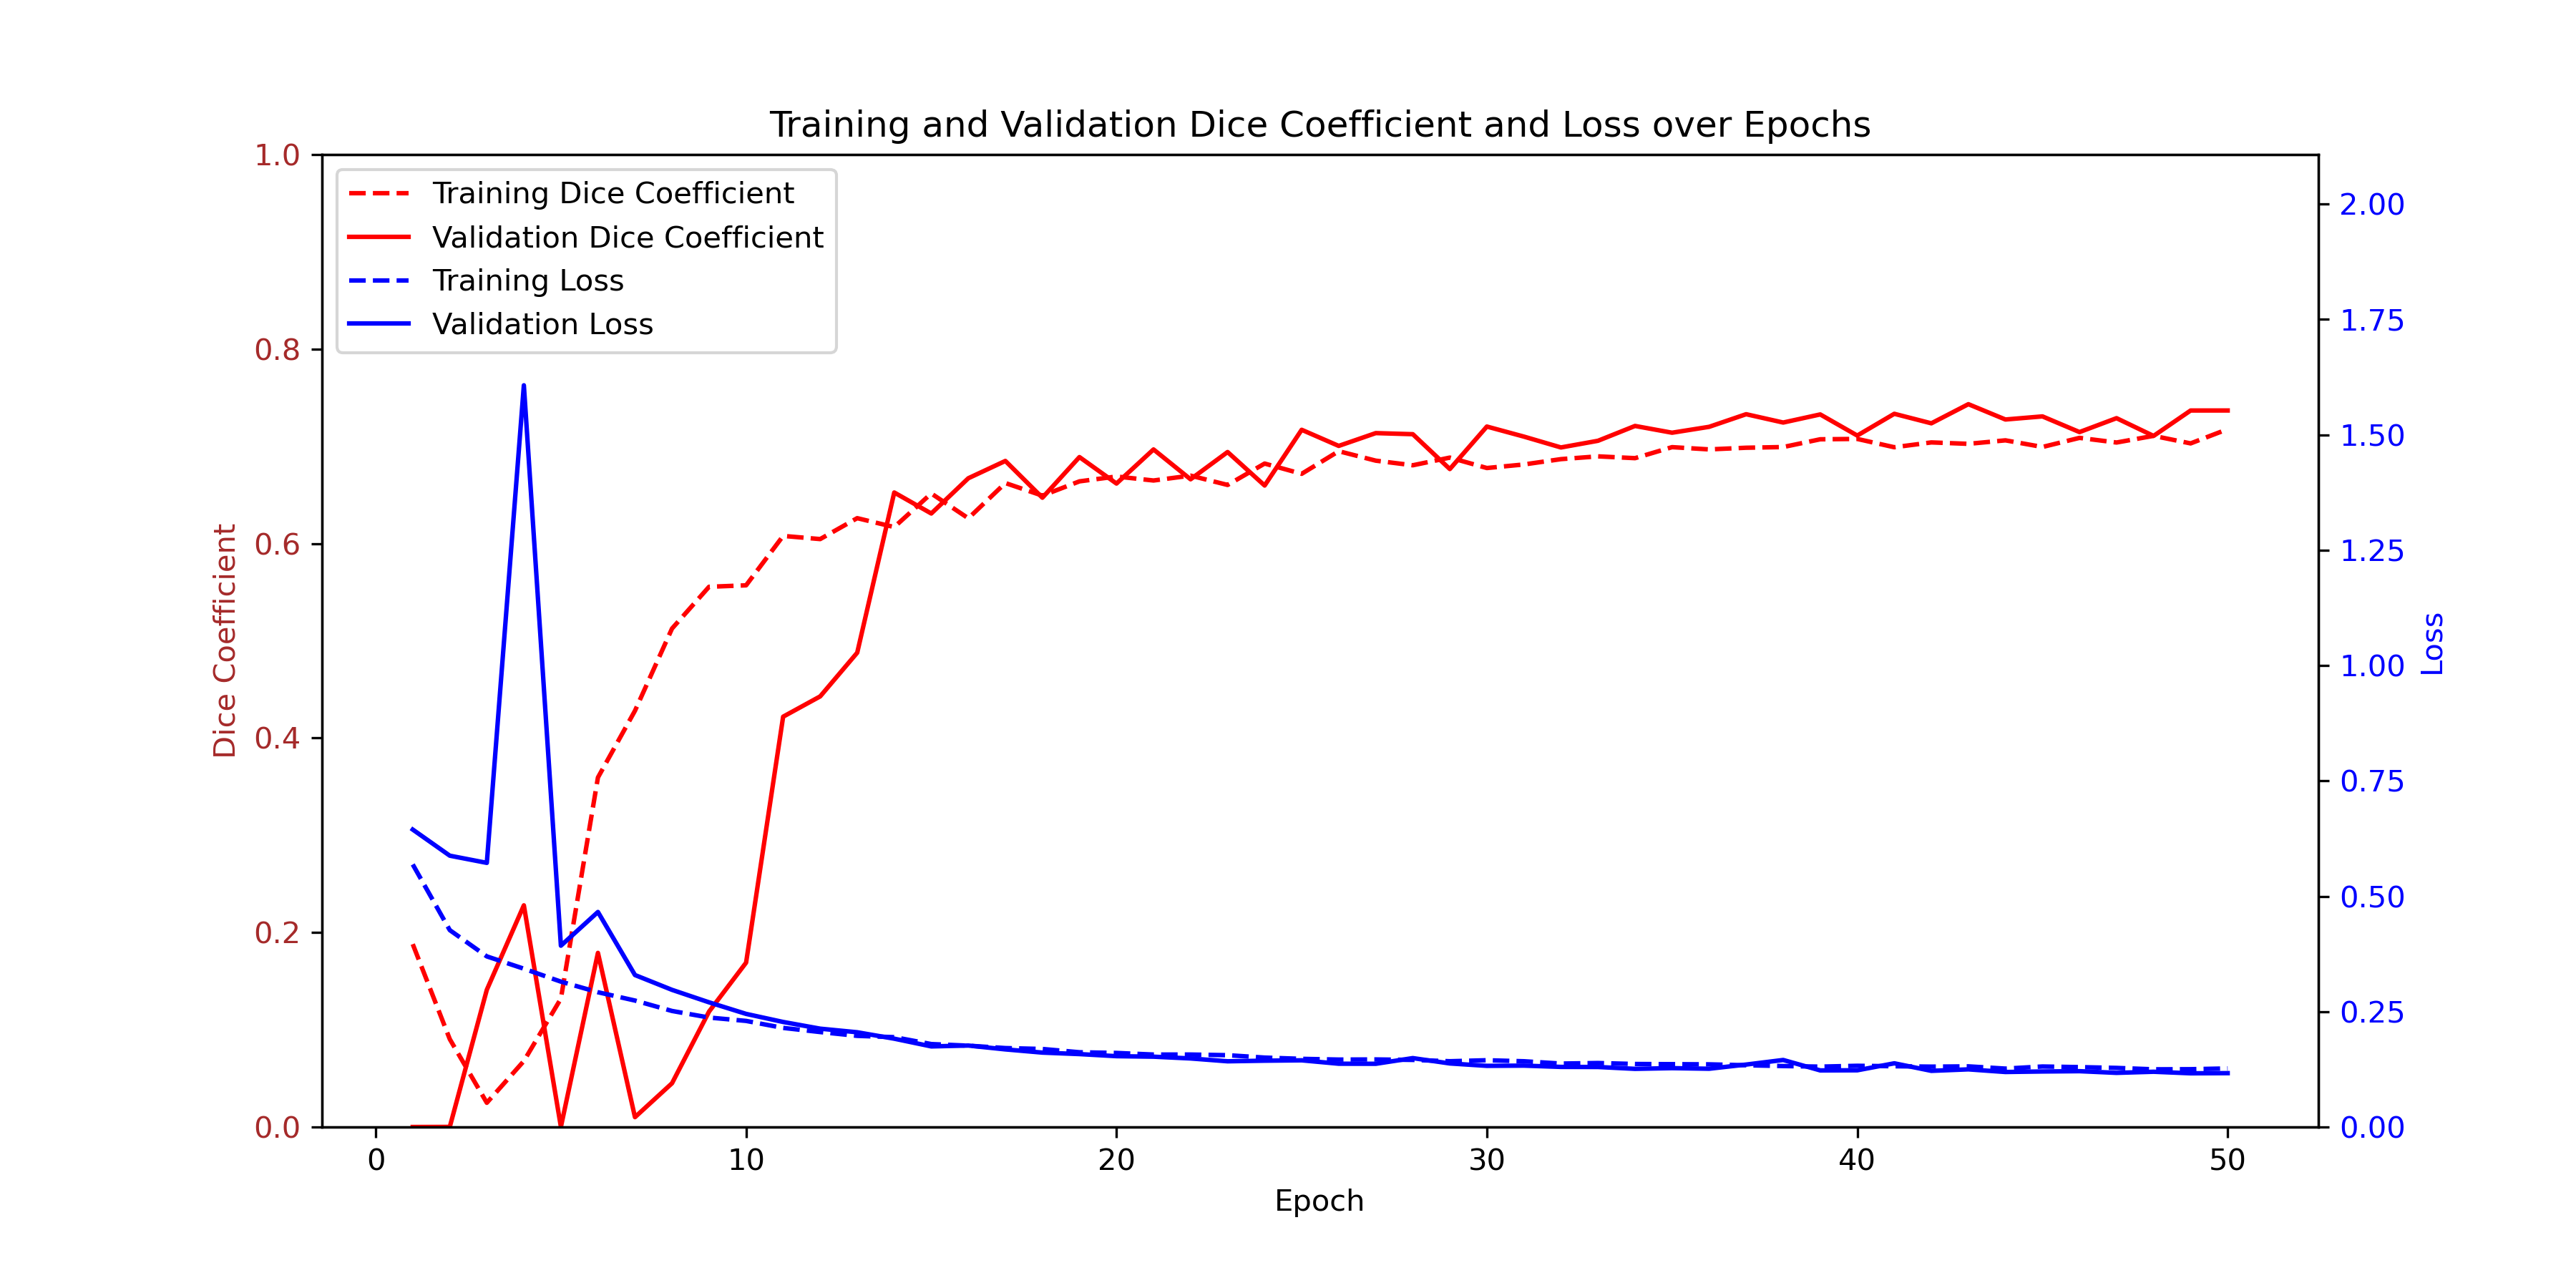 Training and Validation Dice Coefficient and Loss over Epochs
Training Dice Coefficient
Validation Dice Coefficient
Training Loss
Validation Loss
Dice Coefficient
1.0
0.8
0.6
0.4
0.2
0.0
0 10 20 30 40 50
Epoch
2.00
1.75
1.50
1.25
1.00
0.75
0.50
0.25
0.00
Loss